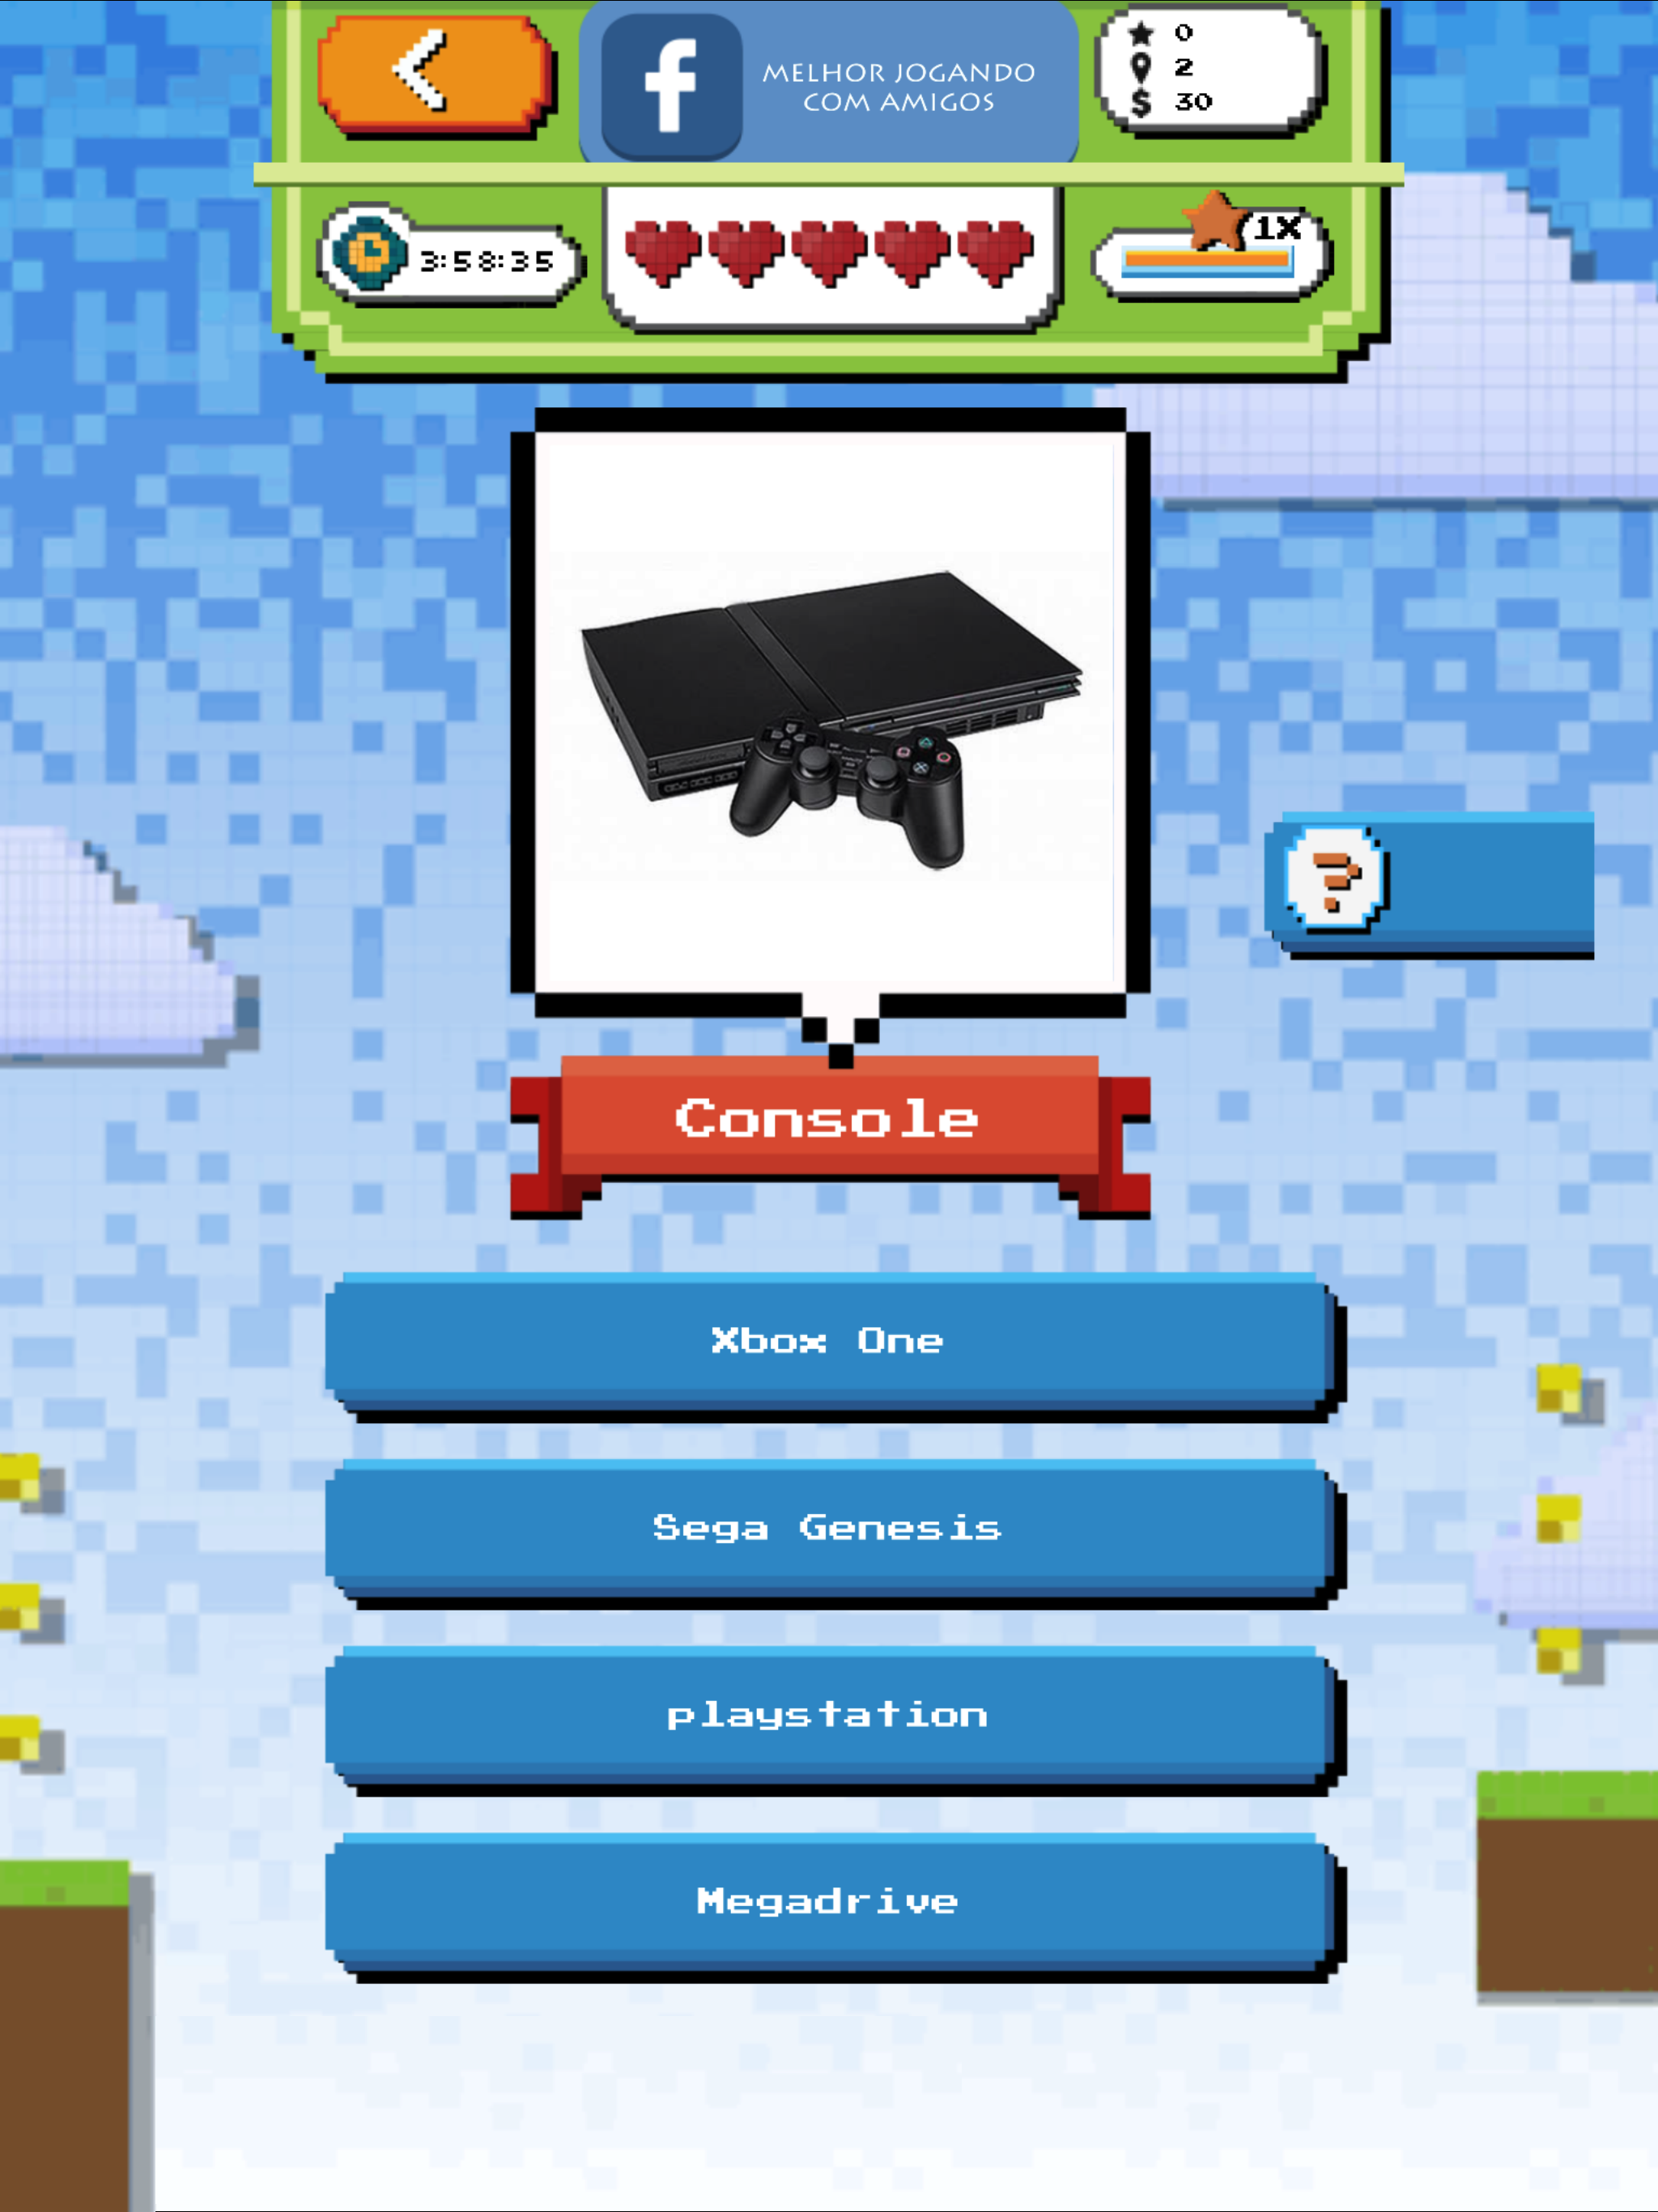 MELHOR JOGANDO
COM AMIGOS
0
2
$ 30
3:58:35
1X
?
Console
Xbox One
Sega Genesis
playstation
Megadrive